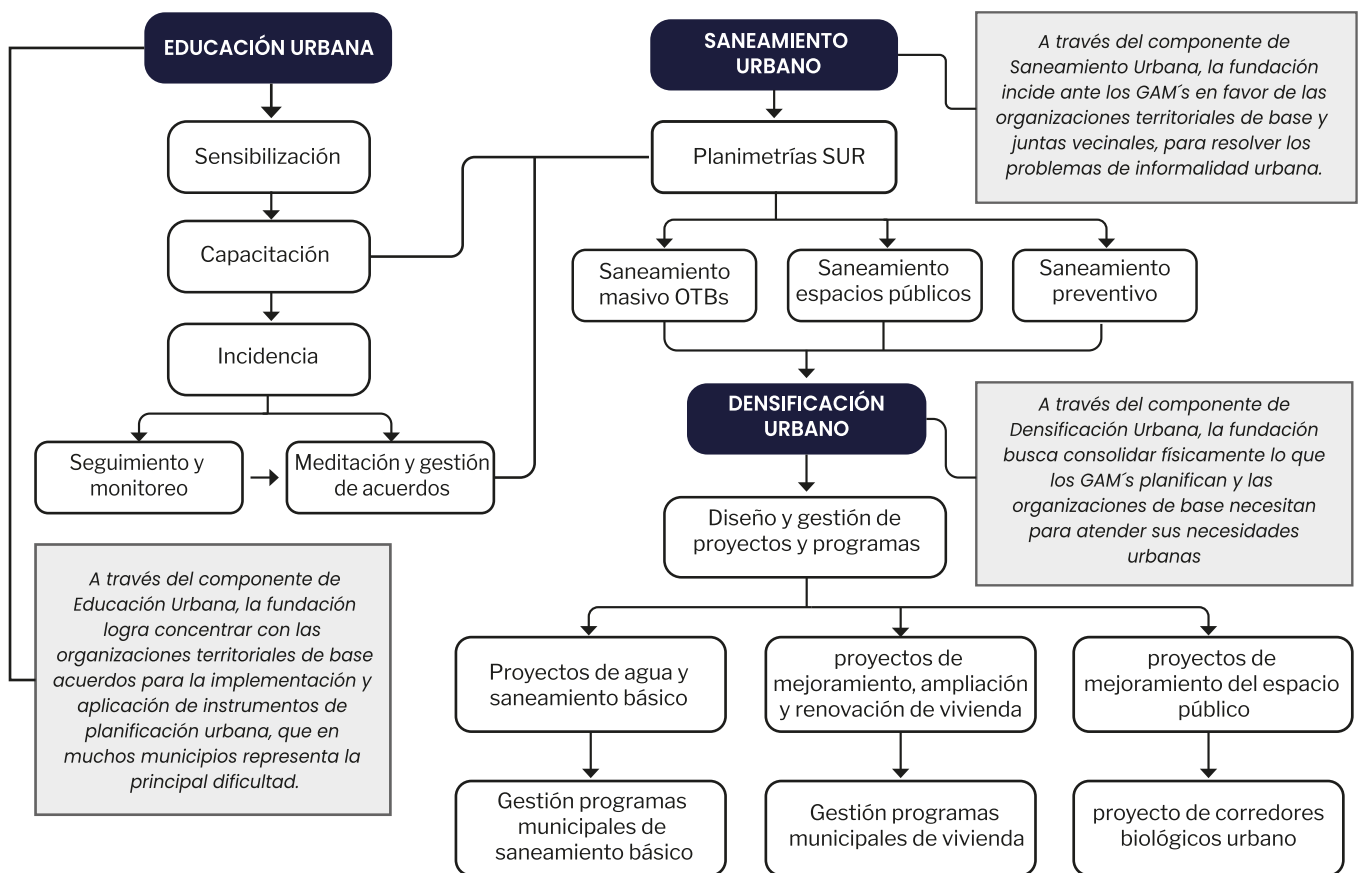 EDUCACIÓN URBANA
Sensibilización
Capacitación
Incidencia
Seguimiento y
monitoreo
Meditación y gestión
de acuerdos
A través del componente de
Educación Urbana, la fundación
logra concentrar con las
organizaciones territoriales de base
acuerdos para la implementación y
aplicación de instrumentos de
planificación urbana, que en
muchos municipios representa la
principal dificultad.
SANEAMIENTO
URBANO
A través del componente de
Saneamiento Urbana, la fundación
incide ante los GAM´s en favor de las
organizaciones territoriales de base y
juntas vecinales, para resolver los
problemas de informalidad urbana.
Planimetrías SUR
Saneamiento
masivo OTBs
Saneamiento
espacios públicos
Saneamiento
preventivo
DENSIFICACIÓN
URBANO
A través del componente de
Densificación Urbana, la fundación
busca consolidar físicamente lo que
los GAM´s planifican y las
organizaciones de base necesitan
para atender sus necesidades
urbanas
Diseño y gestión de
proyectos y programas
Proyectos de agua y
saneamiento básico
proyectos de
mejoramiento, ampliación
y renovación de vivienda
proyectos de
mejoramiento del espacio
público
Gestión programas
municipales de
saneamiento básico
Gestión programas
municipales de vivienda
proyecto de corredores
biológicos urbano